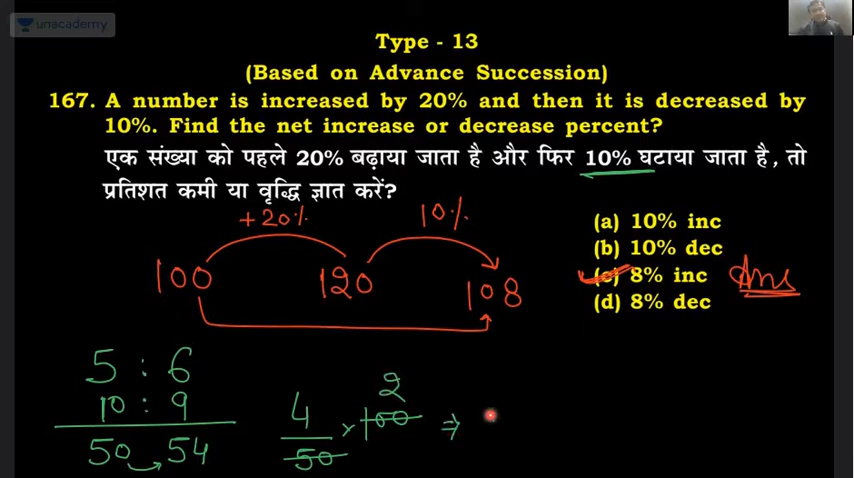 unacademy
Type - 13
(Based on Advance Succession)
167. A number is increased by 20% and then it is decreased by
10%. Find the net increase or decrease percent?
एक संख्या को पहले 20% बढ़ाया जाता है और फिर 10% घटाया जाता है, तो
प्रतिशत कमी या वृद्धि ज्ञात करें?
+20% 10%
100 120 108
(a) 10% inc
(b) 10% dec
(c) 8% inc Ans
(d) 8% dec
5 : 6
10 : 9
50 54
4/50 × 100 2 ⇒